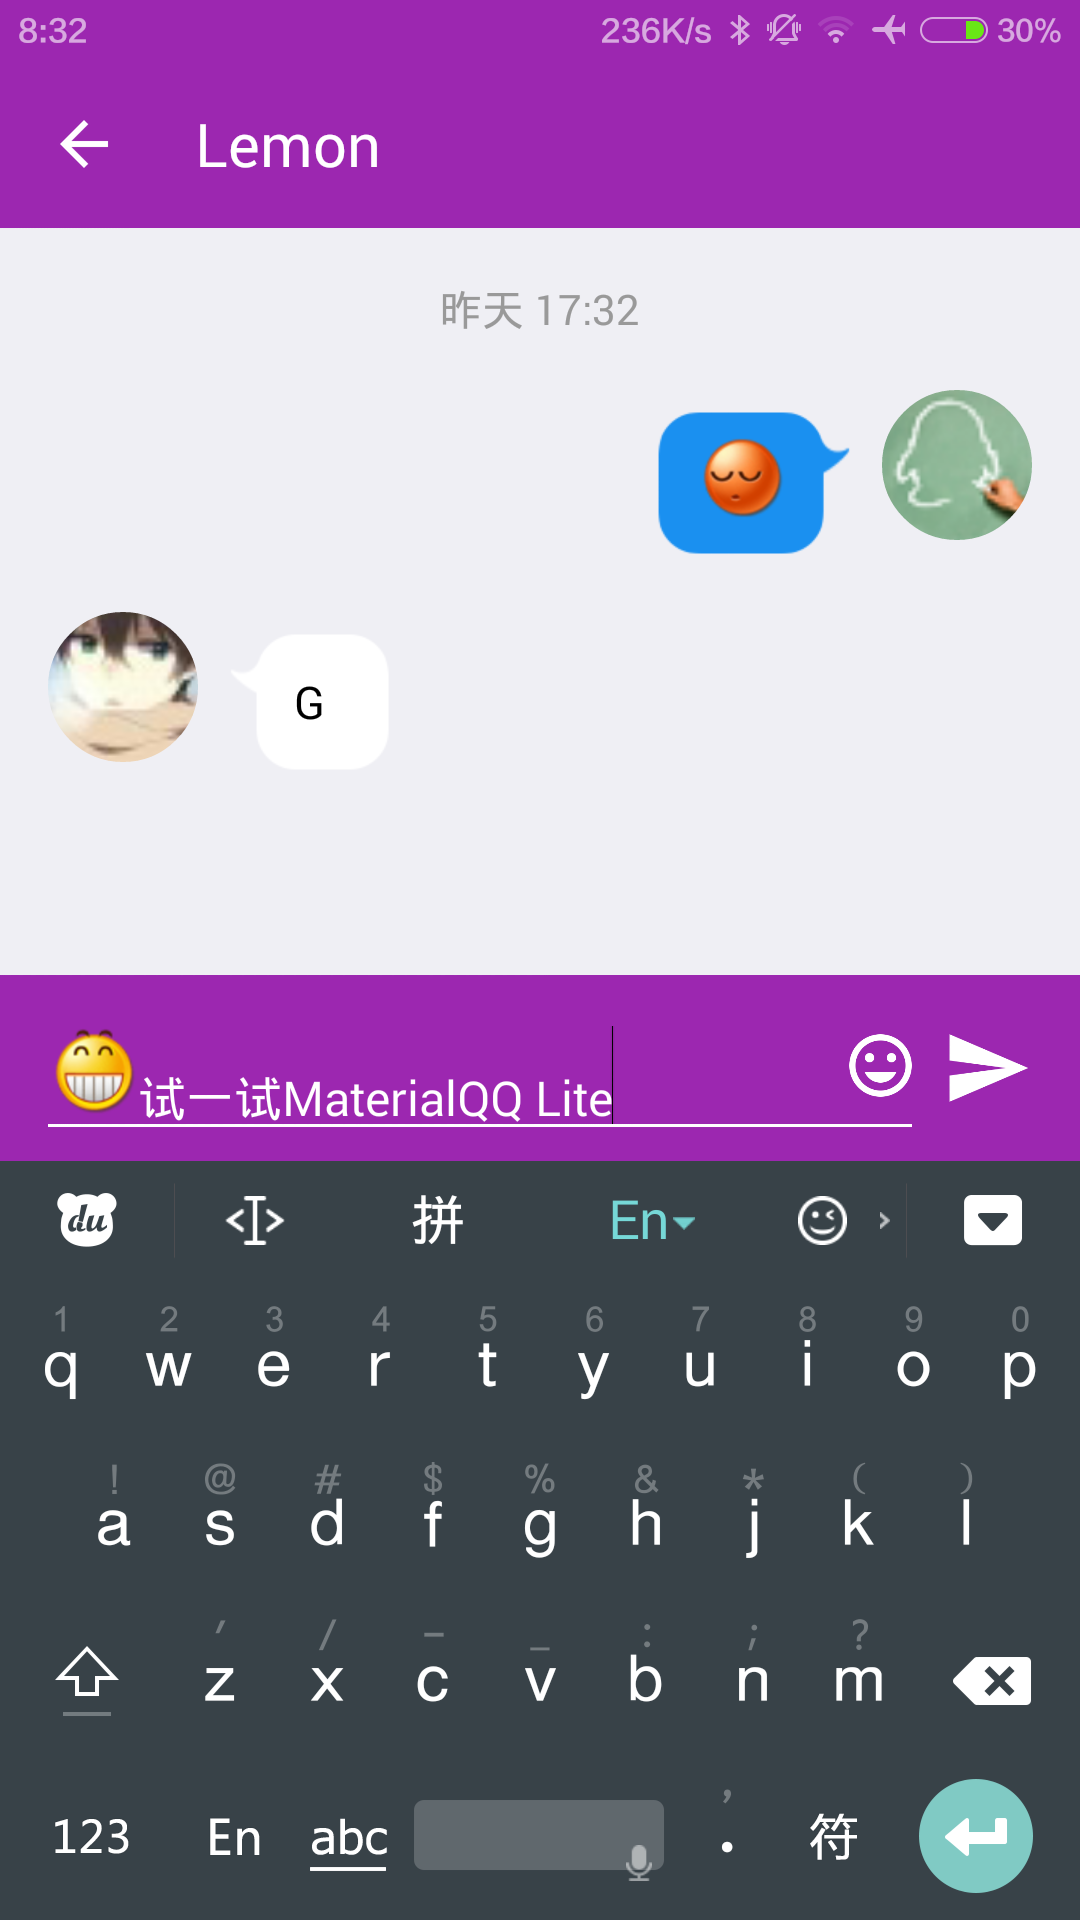 8:32 236K/s 30%
Lemon
昨天 17:32
G
试一试MaterialQQ Lite
du 拼 En
1 2 3 4 5 6 7 8 9 0
q w e r t y u i o p
! @ # $ % & * ( )
a s d f g h j k l
′ / – _ : ; ?
z x c v b n m
123 En abc , . 符